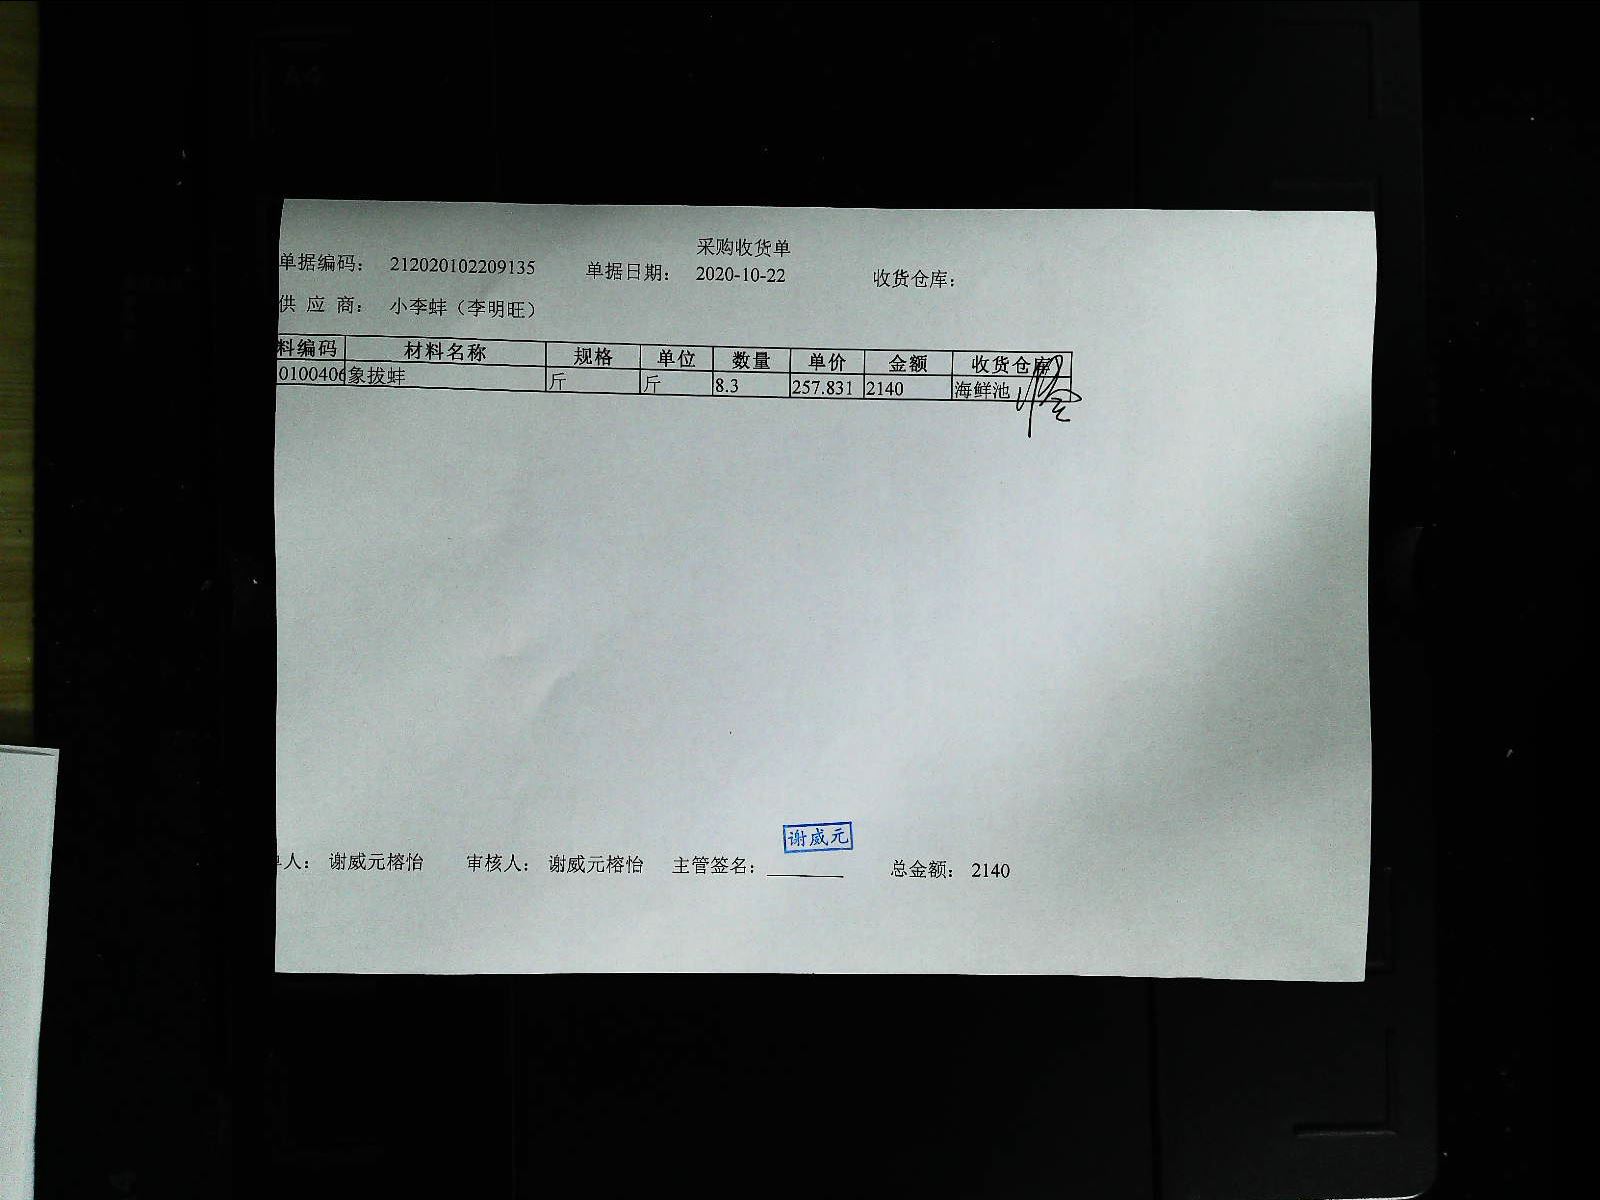 采购收货单
单据编码： 212020102209135 单据日期： 2020-10-22 收货仓库：
供 应 商： 小李蚌（李明旺）
料编码 材料名称 规格 单位 数量 单价 金额 收货仓库
0100406 象拔蚌 斤 斤 8.3 257.831 2140 海鲜池
谢威元
人： 谢威元榕怡 审核人： 谢威元榕怡 主管签名： 总金额： 2140